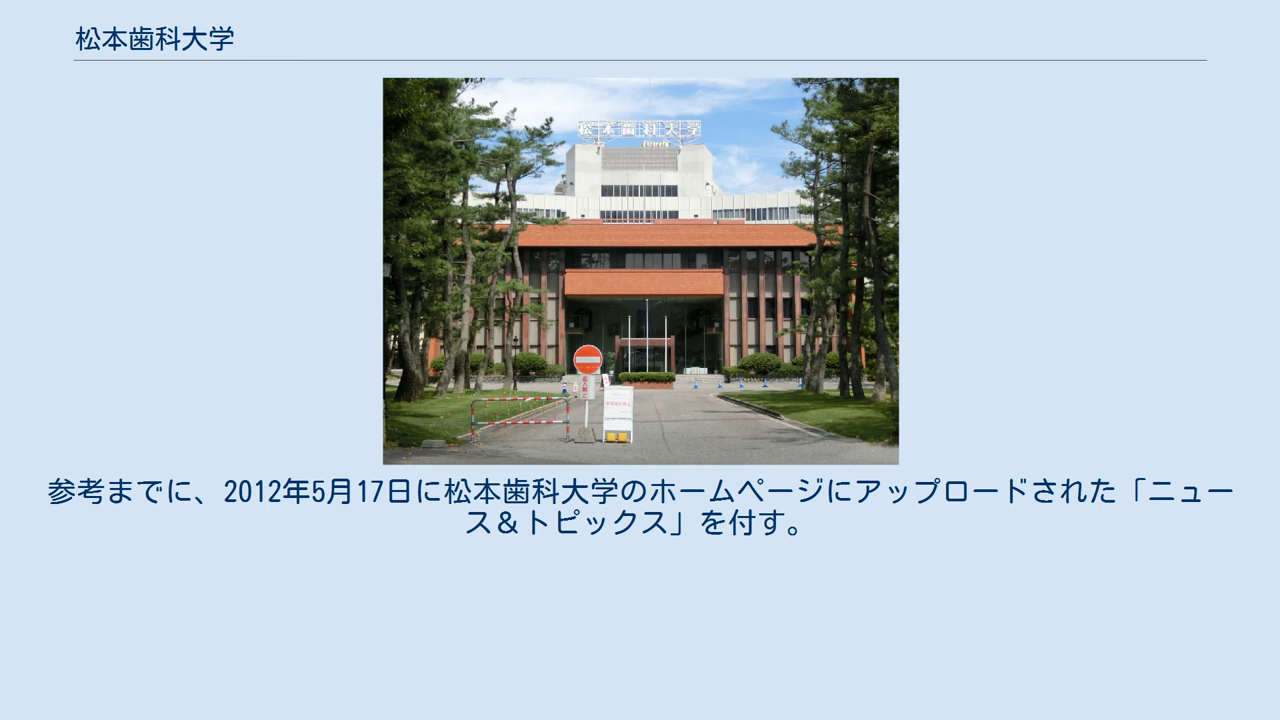 松本歯科大学
松本歯科大学
参考までに、2012年5月17日に松本歯科大学のホームページにアップロードされた「ニュー
ス＆トピックス」を付す。